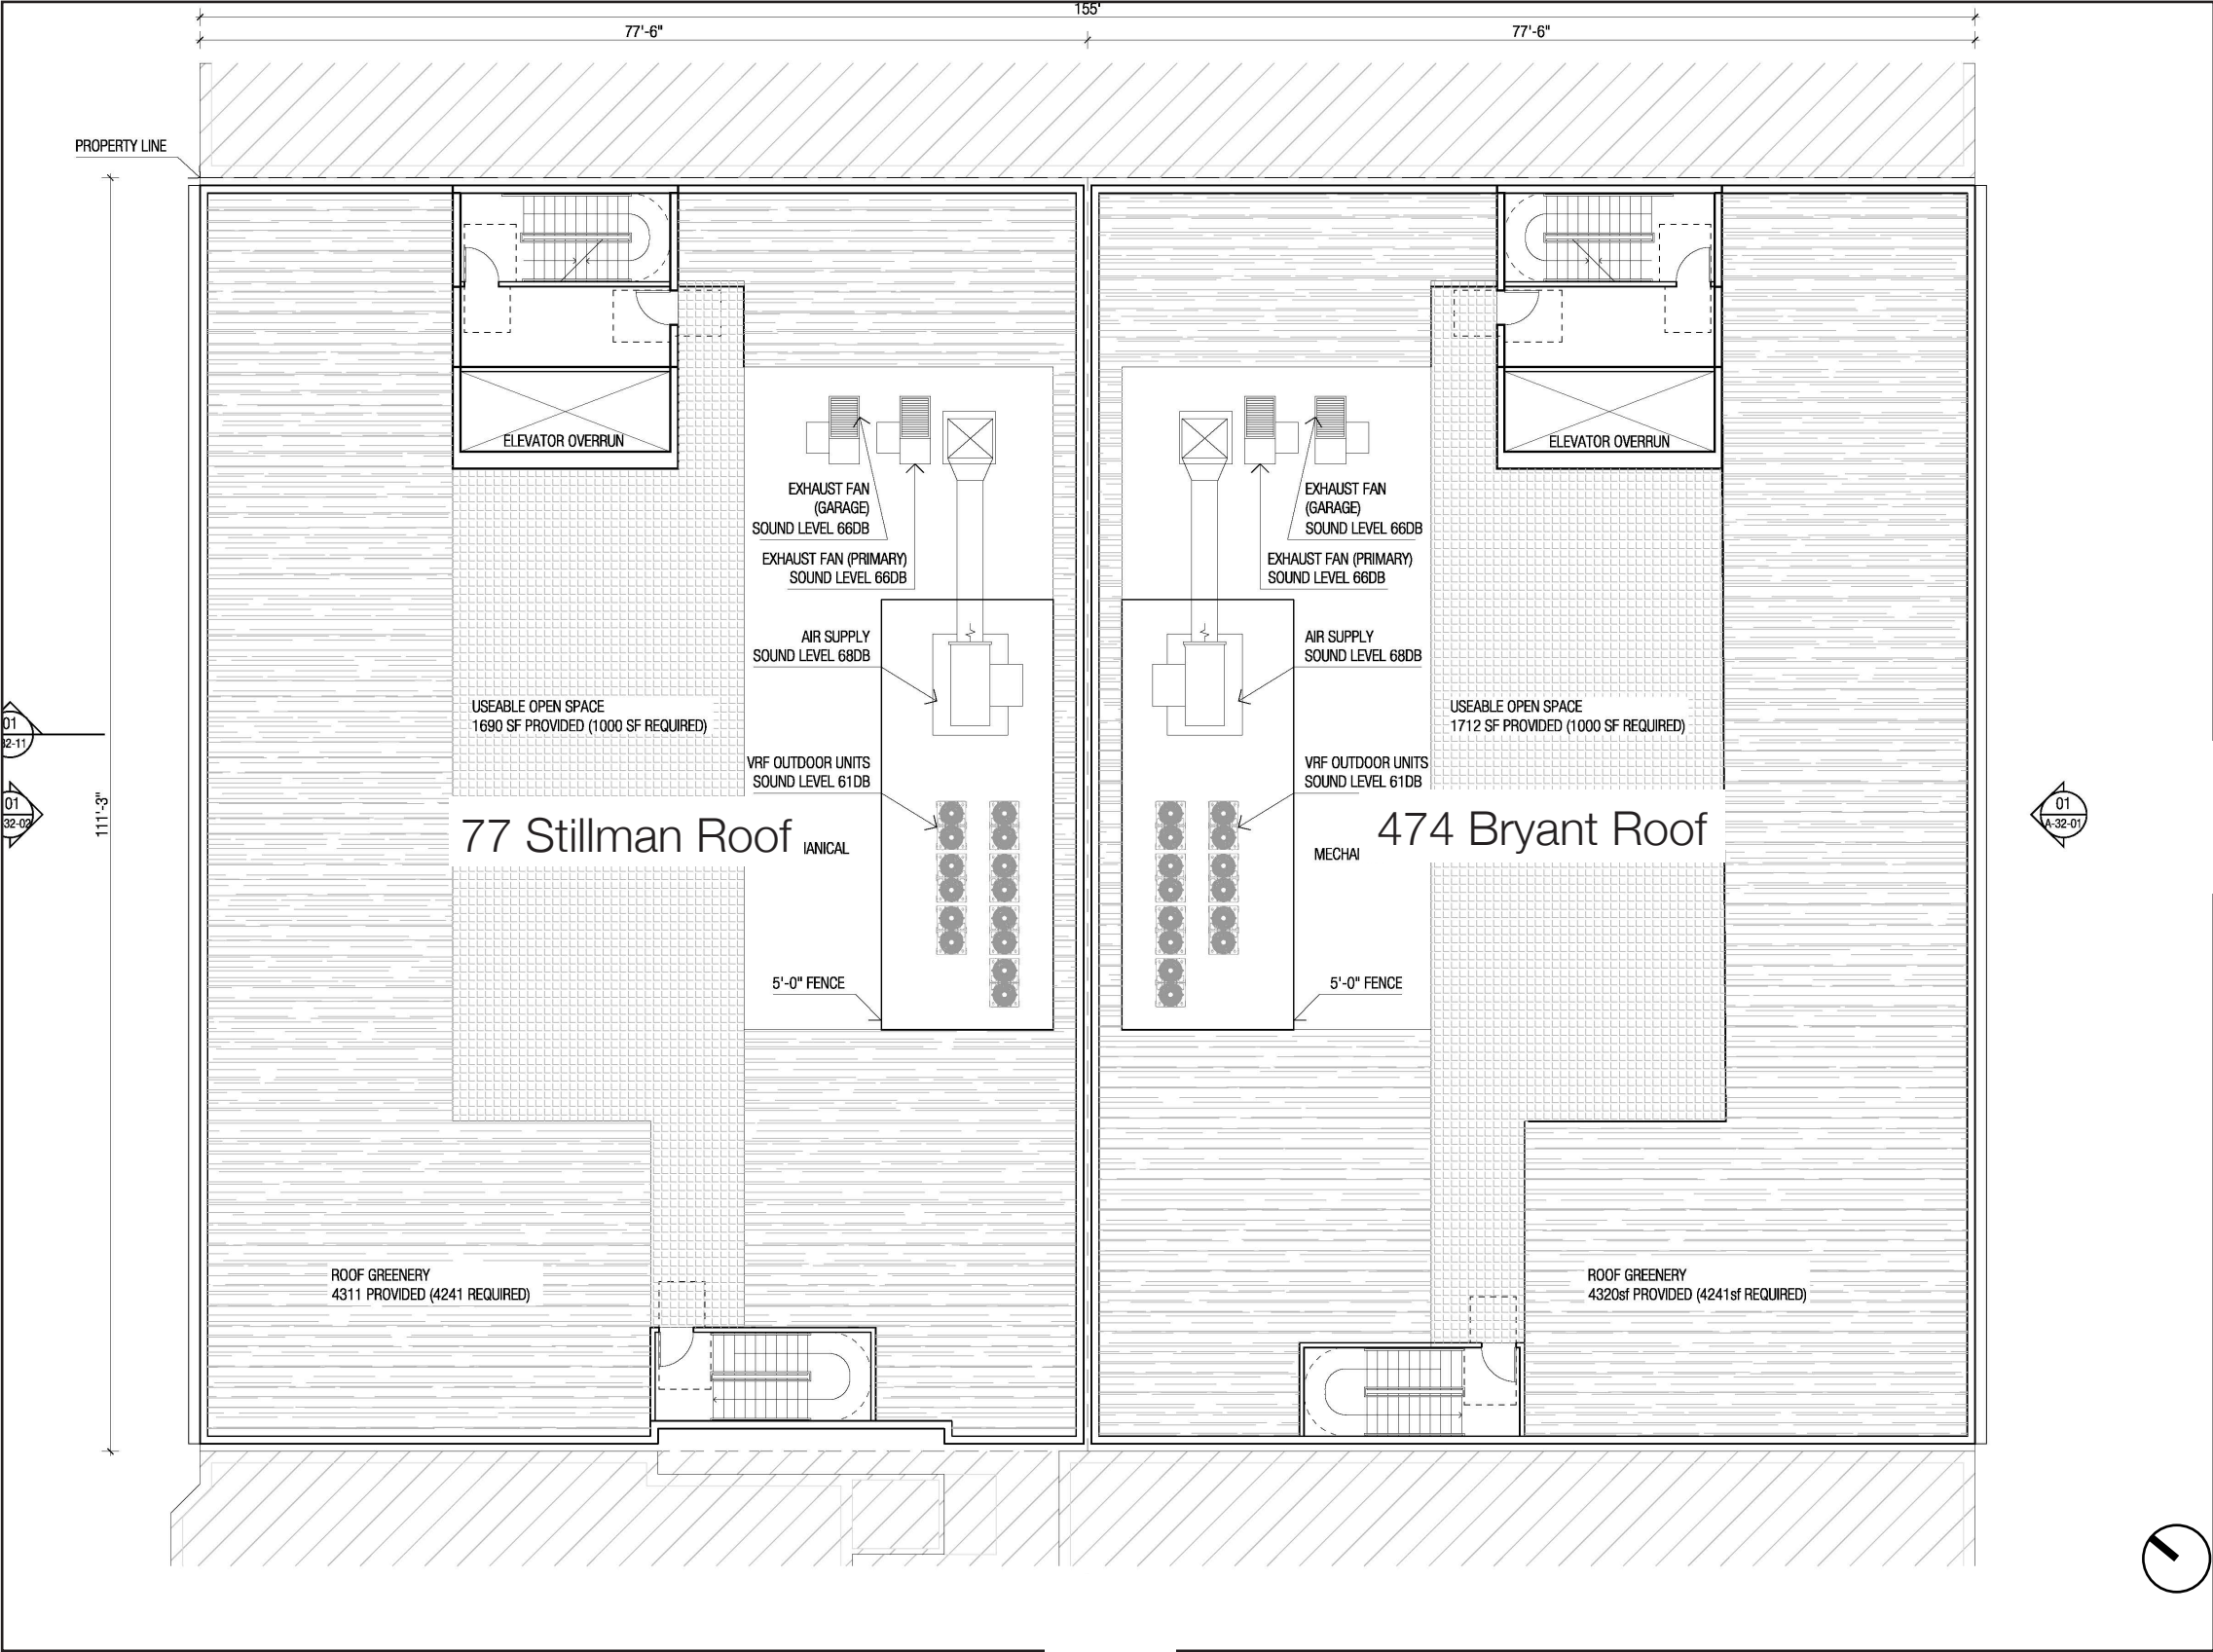 155'
77'-6"
77'-6"
PROPERTY LINE
111'-3"
ELEVATOR OVERRUN
ELEVATOR OVERRUN
EXHAUST FAN
(GARAGE)
SOUND LEVEL 66DB
EXHAUST FAN (PRIMARY)
SOUND LEVEL 66DB
EXHAUST FAN
(GARAGE)
SOUND LEVEL 66DB
EXHAUST FAN (PRIMARY)
SOUND LEVEL 66DB
AIR SUPPLY
SOUND LEVEL 68DB
AIR SUPPLY
SOUND LEVEL 68DB
USEABLE OPEN SPACE
1690 SF PROVIDED (1000 SF REQUIRED)
USEABLE OPEN SPACE
1712 SF PROVIDED (1000 SF REQUIRED)
01
32-11
VRF OUTDOOR UNITS
SOUND LEVEL 61DB
VRF OUTDOOR UNITS
SOUND LEVEL 61DB
01
32-02
01
A-32-01
77 Stillman Roof
IANICAL
MECHAI
474 Bryant Roof
5'-0" FENCE
5'-0" FENCE
ROOF GREENERY
4311 PROVIDED (4241 REQUIRED)
ROOF GREENERY
4320sf PROVIDED (4241sf REQUIRED)